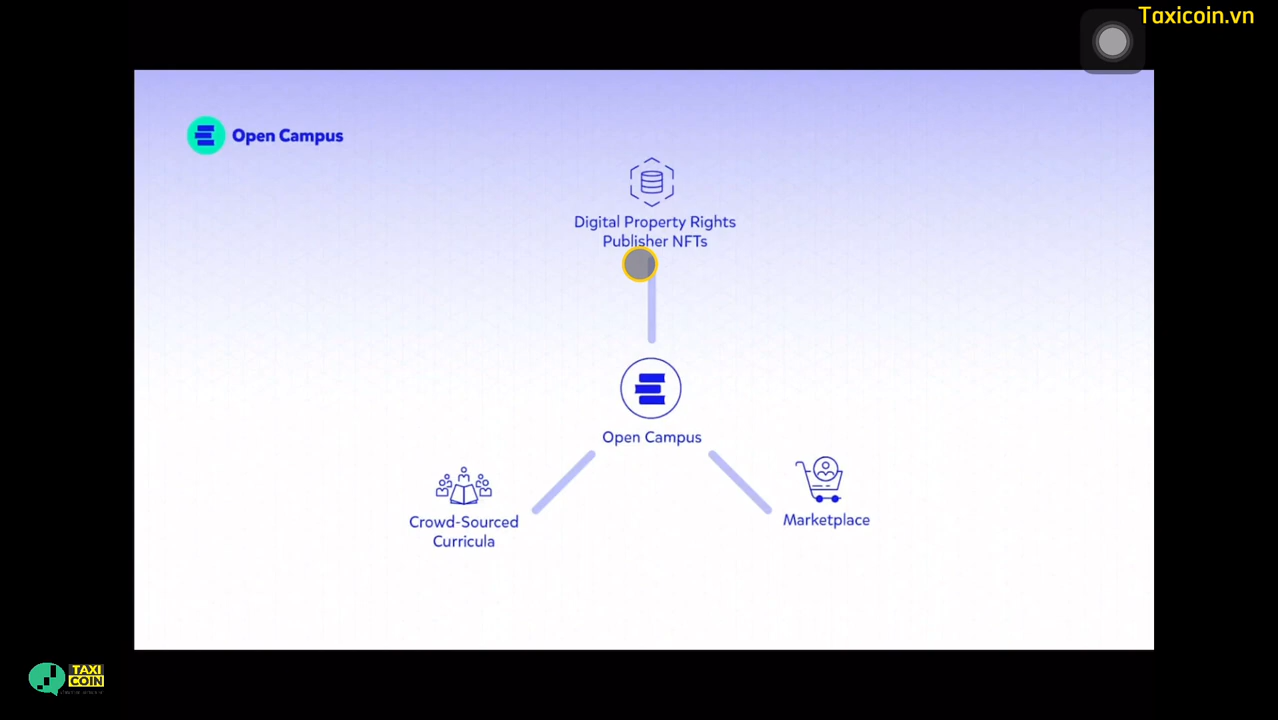 Taxicoin.vn
Open Campus
Digital Property Rights
Publisher NFTs
Open Campus
Crowd-Sourced
Curricula
Marketplace
TAXI
COIN